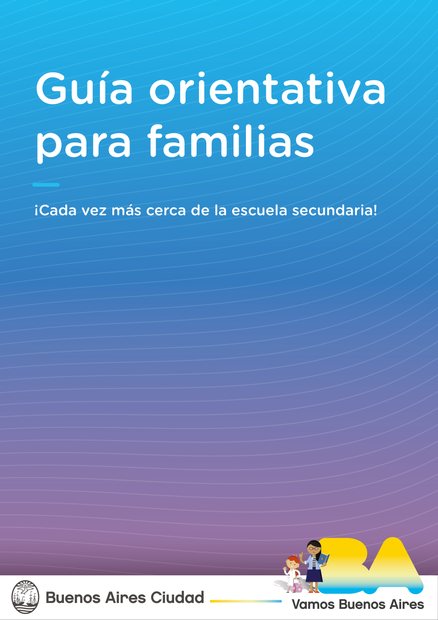 Guía orientativa
para familias
¡Cada vez más cerca de la escuela secundaria!
BA
Buenos Aires Ciudad
Vamos Buenos Aires